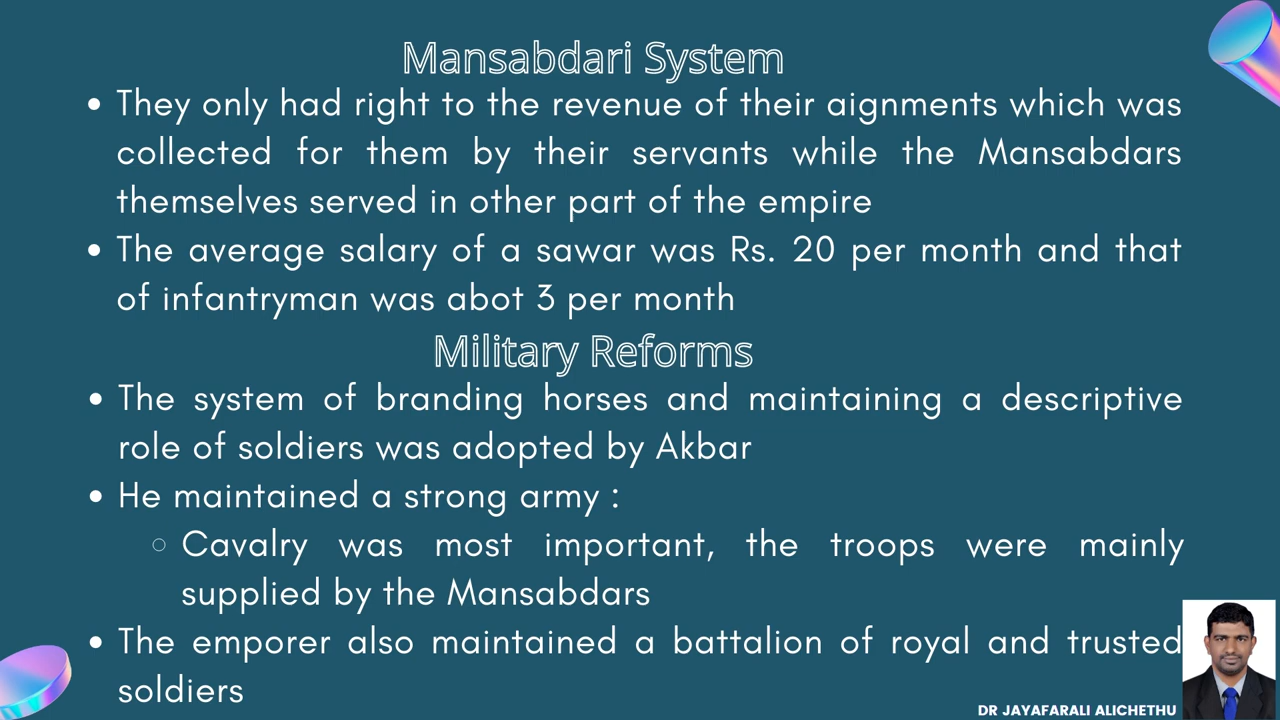 Mansabdari System
• They only had right to the revenue of their aignments which was
collected for them by their servants while the Mansabdars
themselves served in other part of the empire
• The average salary of a sawar was Rs. 20 per month and that
of infantryman was abot 3 per month
Military Reforms
• The system of branding horses and maintaining a descriptive
role of soldiers was adopted by Akbar
• He maintained a strong army :
○ Cavalry was most important, the troops were mainly
supplied by the Mansabdars
• The emporer also maintained a battalion of royal and trusted
soldiers
DR JAYAFARALI ALICHETHU